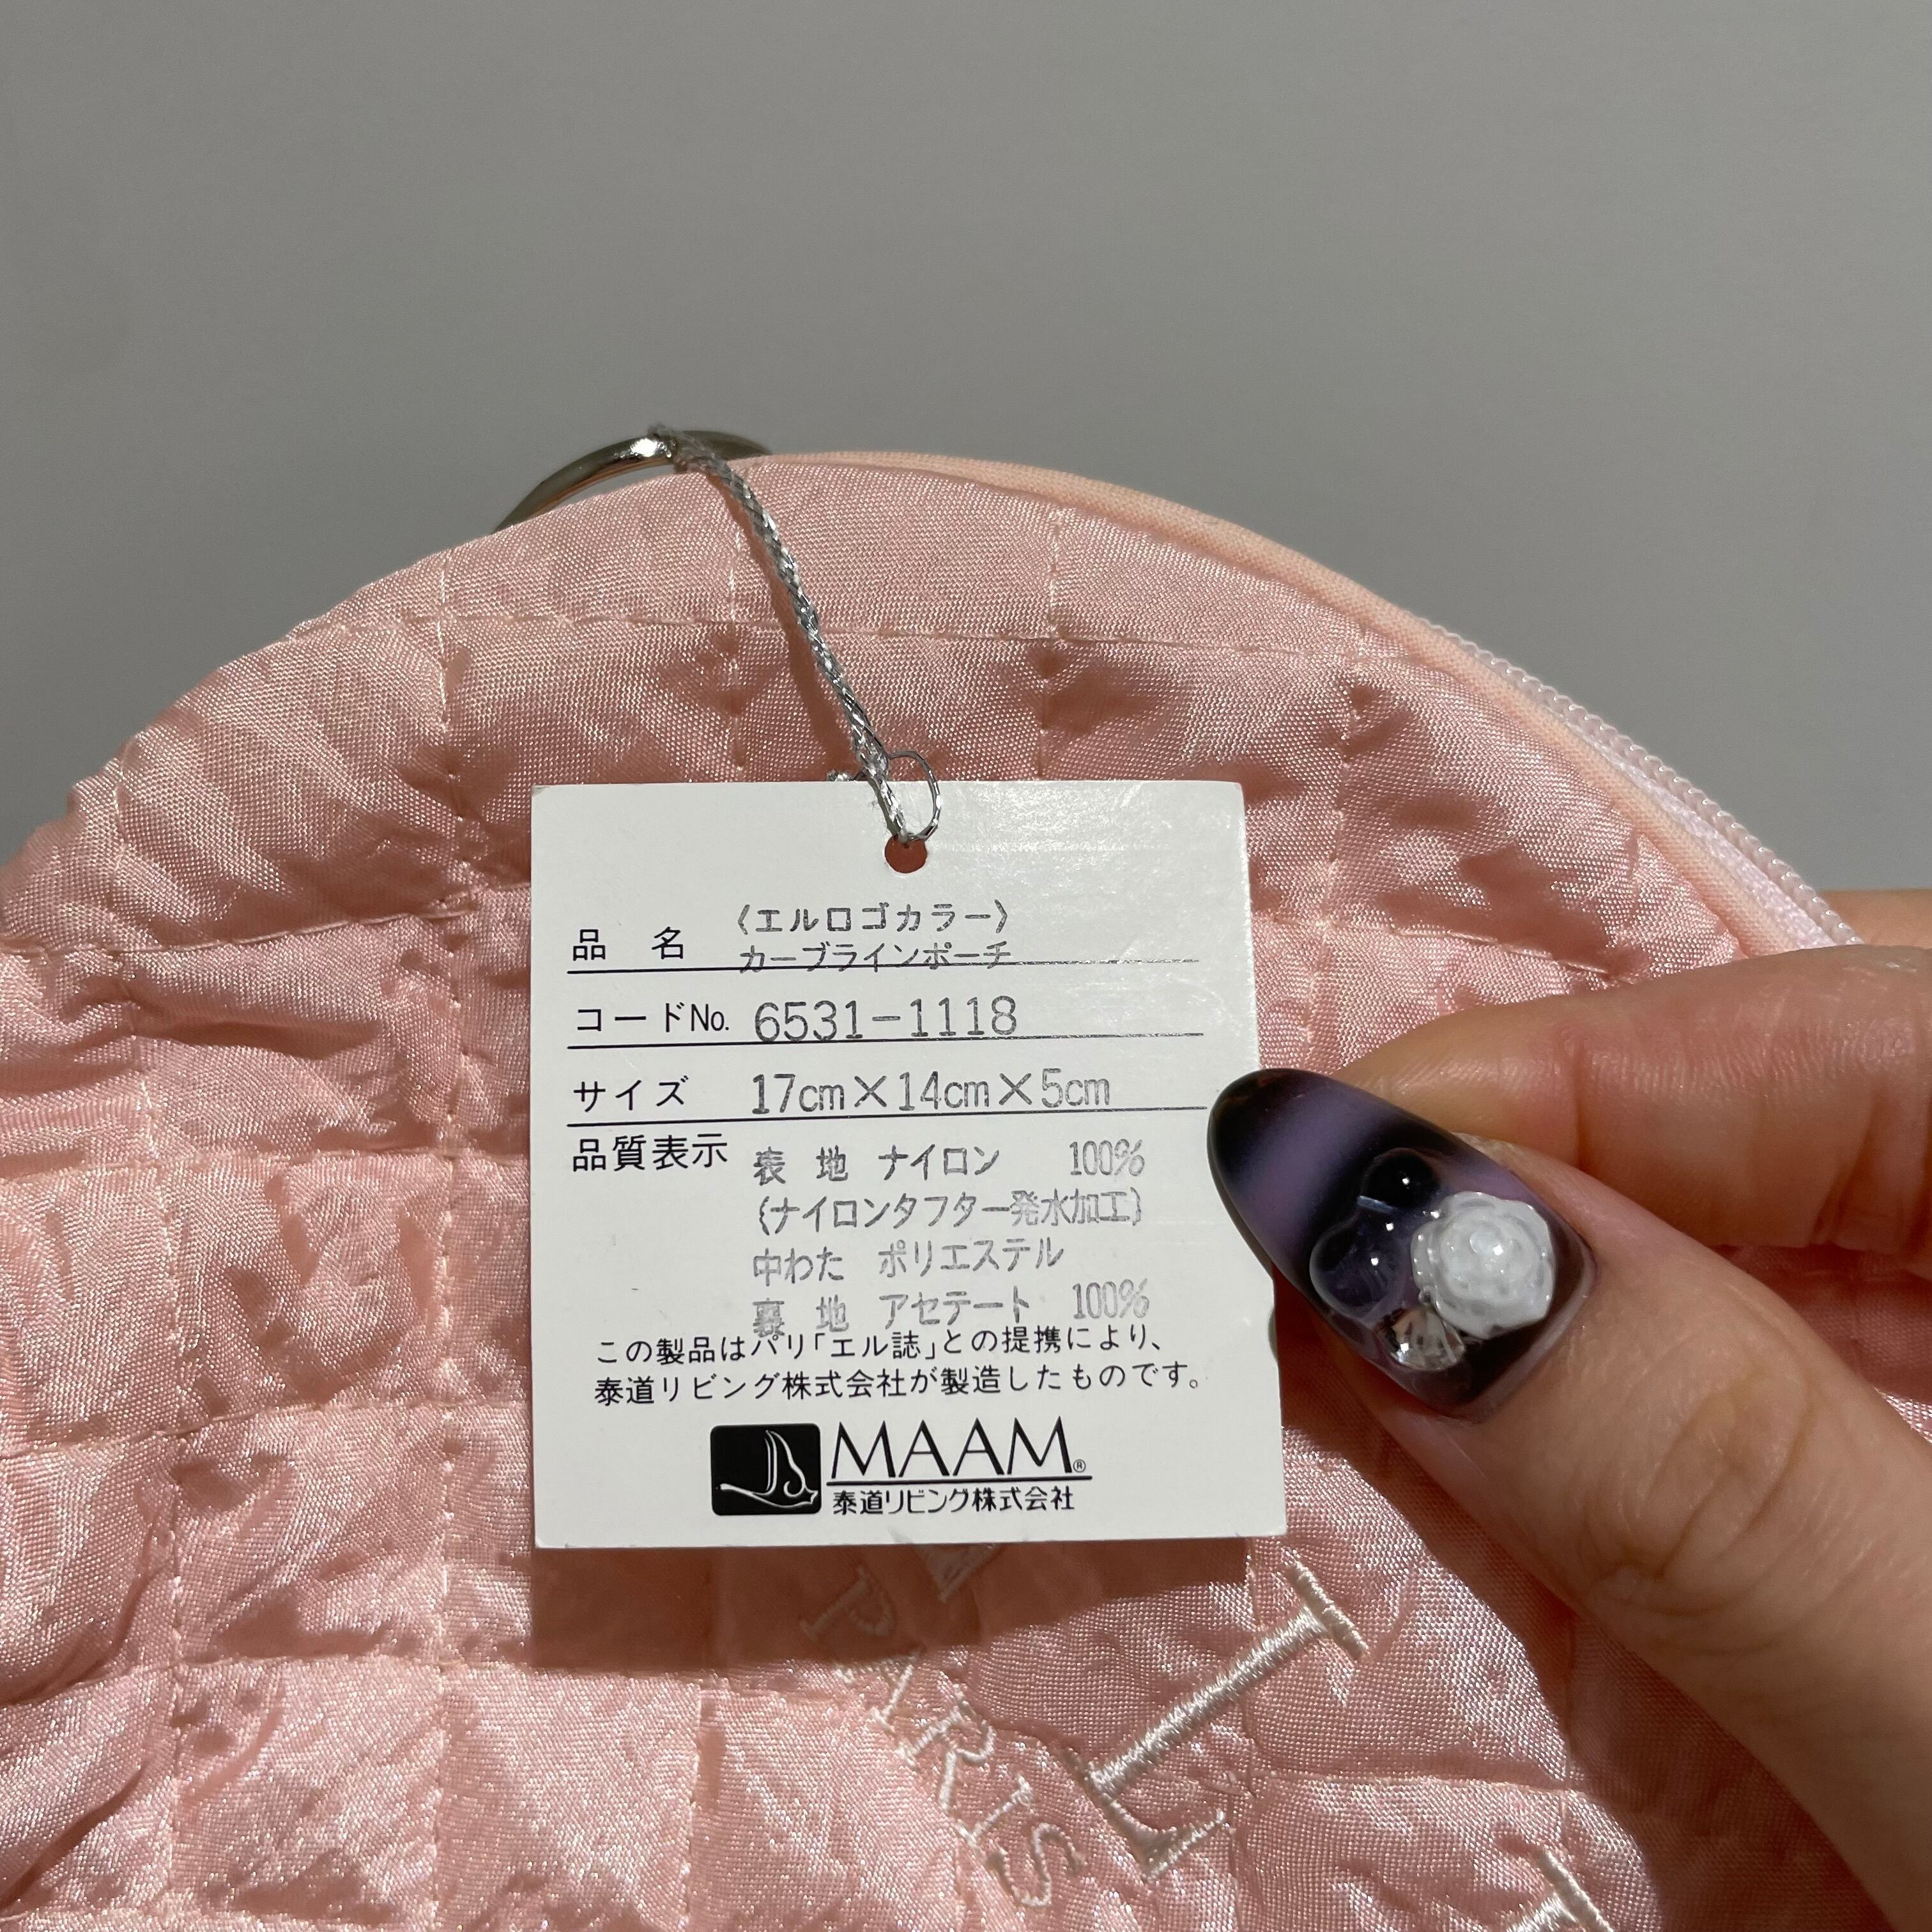 品名 〈エルロゴカラー〉
カーブラインポーチ
コードNo. 6531-1118
サイズ 17cm×14cm×5cm
品質表示 表地 ナイロン 100%
(ナイロンタフター発水加工)
中わた ポリエステル
裏地 アセテート 100%
この製品はパリ「エル誌」との提携により、
泰道リビング株式会社が製造したものです。
MAAM®
泰道リビング株式会社
PARIS